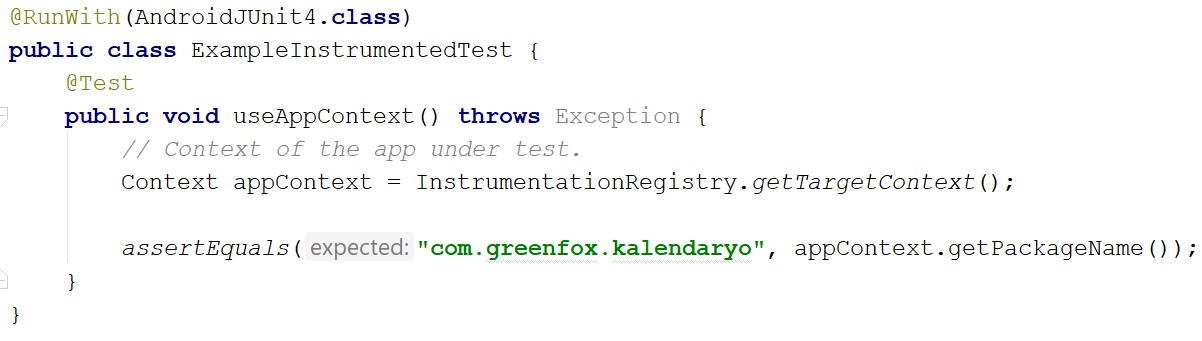 @RunWith(AndroidJUnit4.class)
public class ExampleInstrumentedTest {
@Test
public void useAppContext() throws Exception {
// Context of the app under test.
Context appContext = InstrumentationRegistry.getTargetContext();
assertEquals( expected: "com.greenfox.kalendaryo", appContext.getPackageName());
}
}